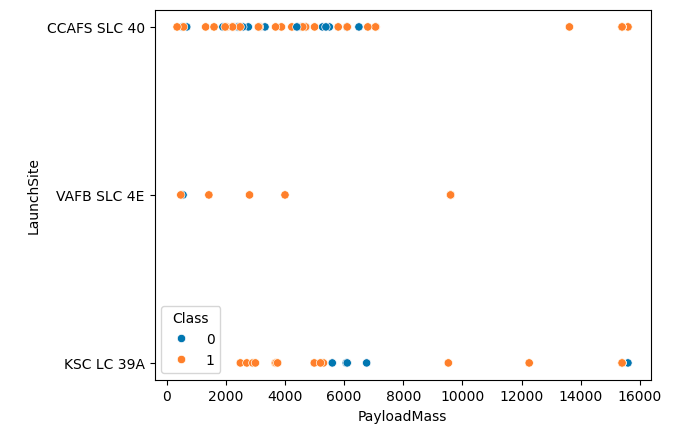 CCAFS SLC 40
VAFB SLC 4E
KSC LC 39A
LaunchSite
Class
0
1
0 2000 4000 6000 8000 10000 12000 14000 16000
PayloadMass